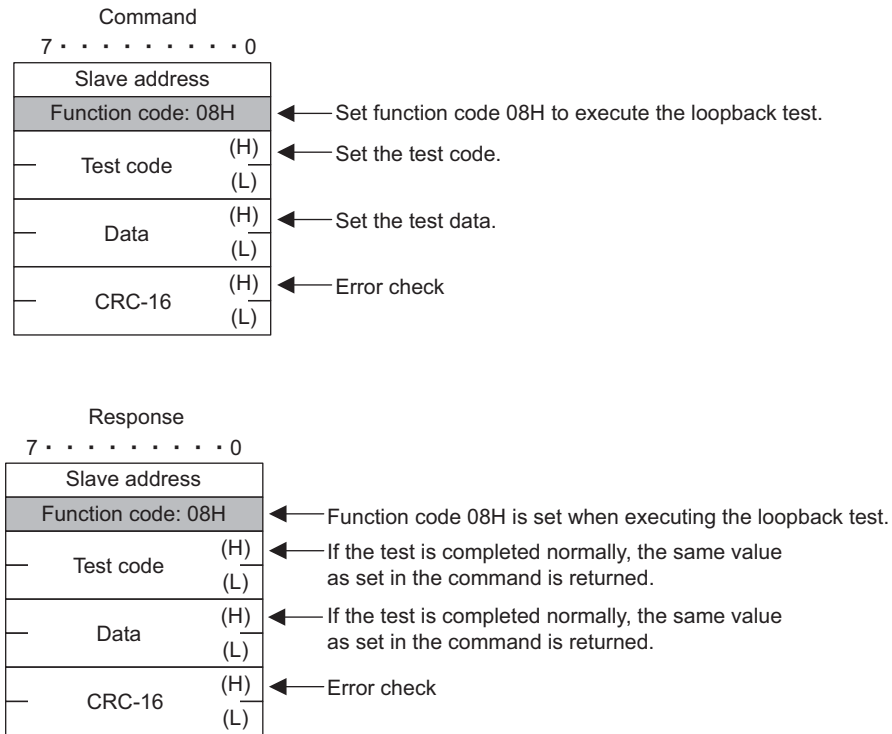 Command
7 · · · · · · · · · 0
Slave address
Function code: 08H
Set function code 08H to execute the loopback test.
Test code
(H)
(L)
Set the test code.
Data
(H)
(L)
Set the test data.
CRC-16
(H)
(L)
Error check
Response
7 · · · · · · · · · 0
Slave address
Function code: 08H
Function code 08H is set when executing the loopback test.
Test code
(H)
(L)
If the test is completed normally, the same value
as set in the command is returned.
Data
(H)
(L)
If the test is completed normally, the same value
as set in the command is returned.
CRC-16
(H)
(L)
Error check